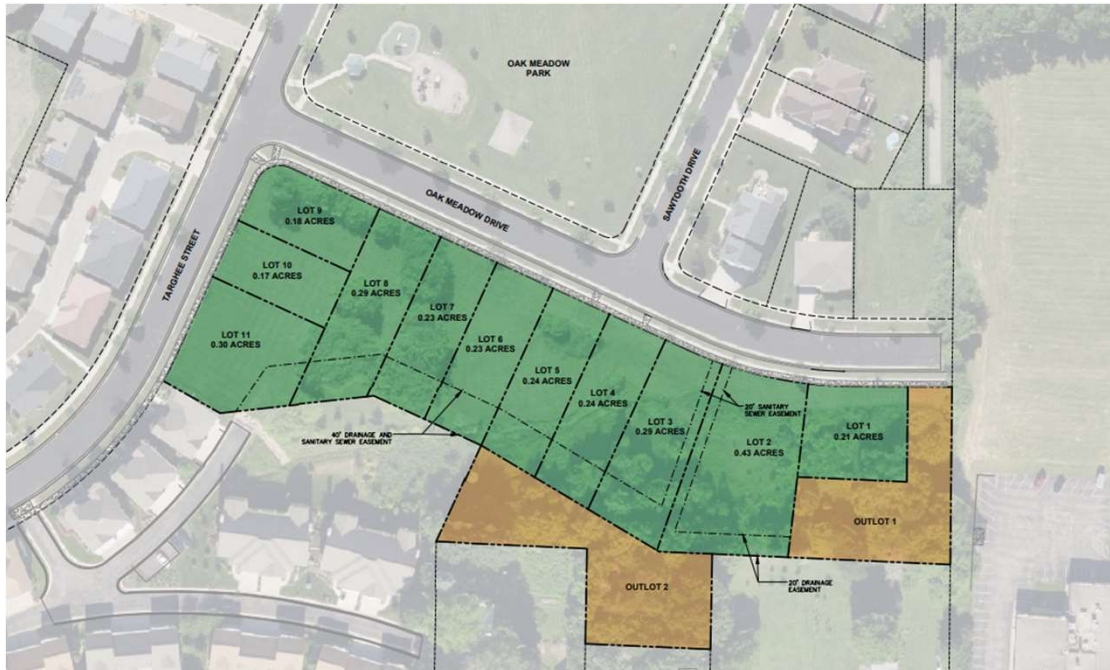 OAK MEADOW
PARK
OAK MEADOW DRIVE
SAWTOOTH DRIVE
TARGHEE STREET
LOT 9
0.18 ACRES
LOT 10
0.17 ACRES
LOT 11
0.30 ACRES
LOT 8
0.29 ACRES
LOT 7
0.23 ACRES
LOT 6
0.23 ACRES
LOT 5
0.24 ACRES
LOT 4
0.24 ACRES
LOT 3
0.29 ACRES
LOT 2
0.43 ACRES
LOT 1
0.21 ACRES
20' SANITARY
SEWER EASEMENT
40' DRAINAGE AND
SANITARY SEWER EASEMENT
OUTLOT 1
OUTLOT 2
20' DRAINAGE
EASEMENT